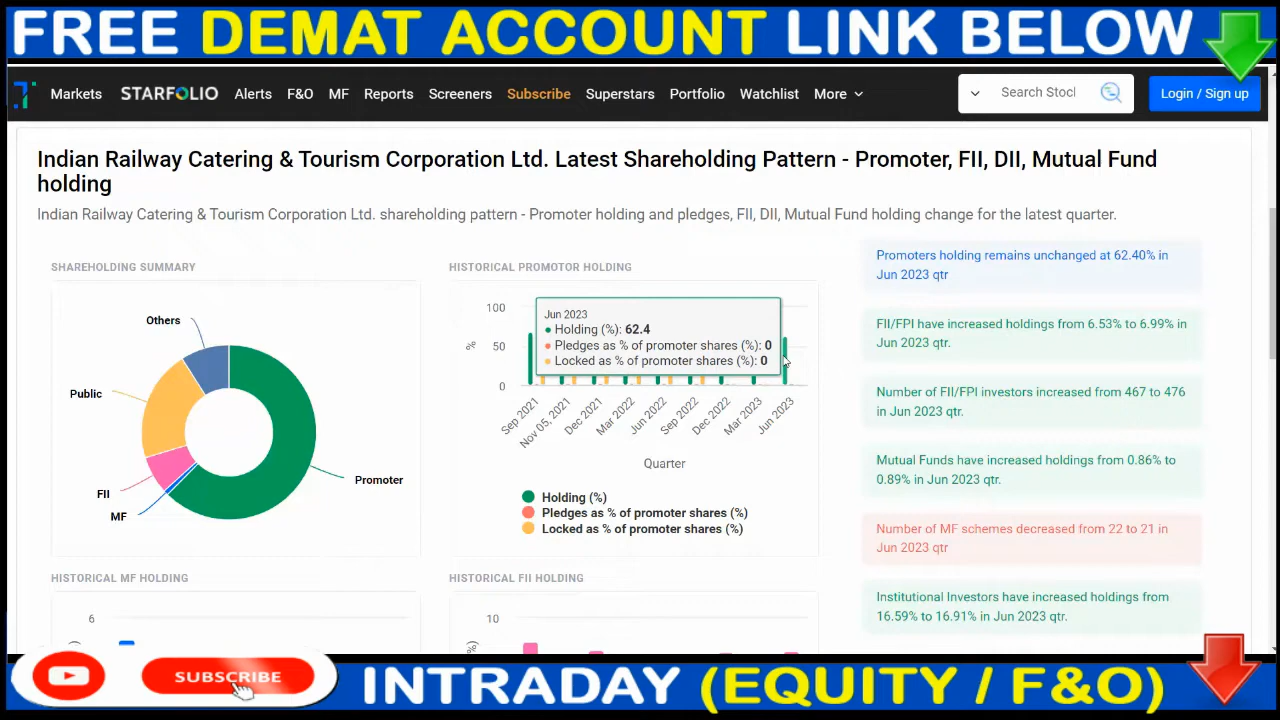 FREE DEMAT ACCOUNT LINK BELOW
Markets STARFOLIO Alerts F&O MF Reports Screeners Subscribe Superstars Portfolio Watchlist More Search Stocl Login / Sign up
Indian Railway Catering & Tourism Corporation Ltd. Latest Shareholding Pattern - Promoter, FII, DII, Mutual Fund
holding
Indian Railway Catering & Tourism Corporation Ltd. shareholding pattern - Promoter holding and pledges, FII, DII, Mutual Fund holding change for the latest quarter.
SHAREHOLDING SUMMARY
Others
Public
FII
MF
Promoter
HISTORICAL PROMOTOR HOLDING
100
50
0
%
Jun 2023
Holding (%): 62.4
Pledges as % of promoter shares (%): 0
Locked as % of promoter shares (%): 0
Sep 2021
Nov 05, 2021
Dec 2021
Mar 2022
Jun 2022
Sep 2022
Dec 2022
Mar 2023
Jun 2023
Quarter
Holding (%)
Pledges as % of promoter shares (%)
Locked as % of promoter shares (%)
Promoters holding remains unchanged at 62.40% in
Jun 2023 qtr
FII/FPI have increased holdings from 6.53% to 6.99% in
Jun 2023 qtr.
Number of FII/FPI investors increased from 467 to 476
in Jun 2023 qtr.
Mutual Funds have increased holdings from 0.86% to
0.89% in Jun 2023 qtr.
Number of MF schemes decreased from 22 to 21 in
Jun 2023 qtr
Institutional Investors have increased holdings from
16.59% to 16.91% in Jun 2023 qtr.
HISTORICAL MF HOLDING
6
HISTORICAL FII HOLDING
10
SUBSCRIBE
INTRADAY (EQUITY / F&O)